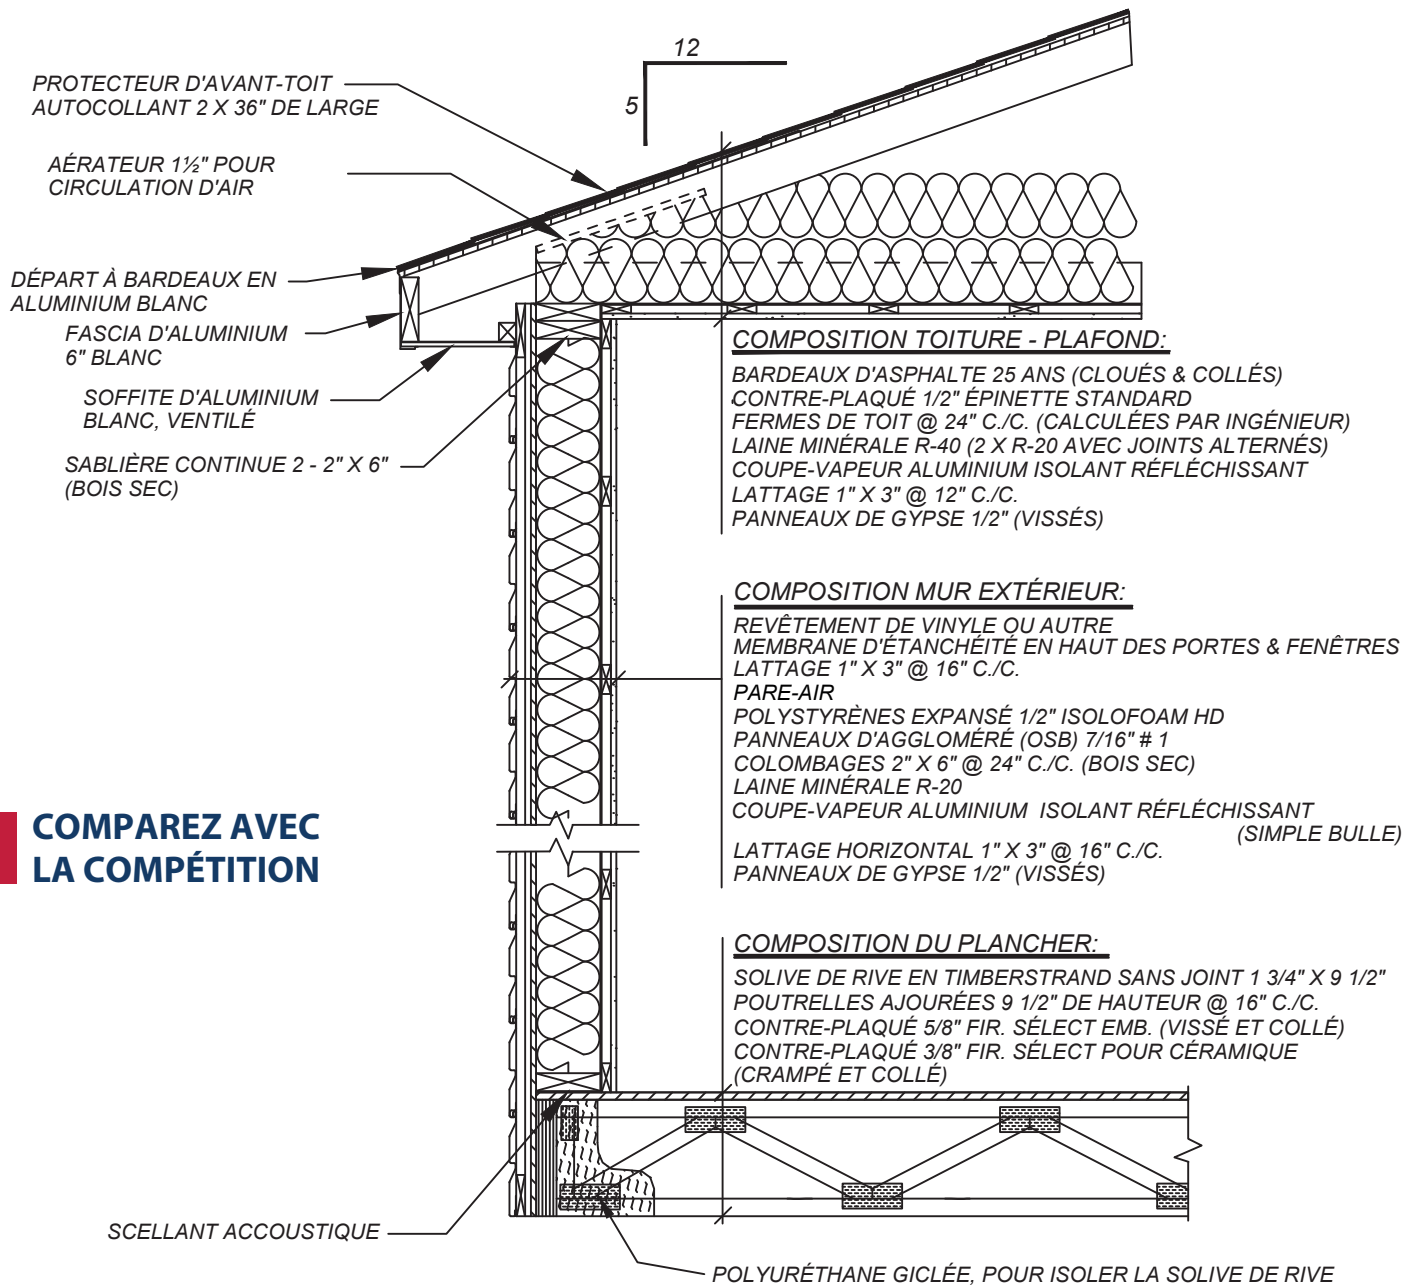 12
5
PROTECTEUR D'AVANT-TOIT
AUTOCOLLANT 2 X 36" DE LARGE
AÉRATEUR 1½" POUR
CIRCULATION D'AIR
DÉPART À BARDEAUX EN
ALUMINIUM BLANC
FASCIA D'ALUMINIUM
6" BLANC
SOFFITE D'ALUMINIUM
BLANC, VENTILÉ
SABLIÈRE CONTINUE 2 - 2" X 6"
(BOIS SEC)
COMPOSITION TOITURE - PLAFOND:
BARDEAUX D'ASPHALTE 25 ANS (CLOUÉS & COLLÉS)
CONTRE-PLAQUÉ 1/2" ÉPINETTE STANDARD
FERMES DE TOIT @ 24" C./C. (CALCULÉES PAR INGÉNIEUR)
LAINE MINÉRALE R-40 (2 X R-20 AVEC JOINTS ALTERNÉS)
COUPE-VAPEUR ALUMINIUM ISOLANT RÉFLÉCHISSANT
LATTAGE 1" X 3" @ 12" C./C.
PANNEAUX DE GYPSE 1/2" (VISSÉS)
COMPOSITION MUR EXTÉRIEUR:
REVÊTEMENT DE VINYLE OU AUTRE
MEMBRANE D'ÉTANCHÉITÉ EN HAUT DES PORTES & FENÊTRES
LATTAGE 1" X 3" @ 16" C./C.
PARE-AIR
POLYSTYRÈNES EXPANSÉ 1/2" ISOLOFOAM HD
PANNEAUX D'AGGLOMÉRÉ (OSB) 7/16" # 1
COLOMBAGES 2" X 6" @ 24" C./C. (BOIS SEC)
LAINE MINÉRALE R-20
COUPE-VAPEUR ALUMINIUM ISOLANT RÉFLÉCHISSANT
(SIMPLE BULLE)
LATTAGE HORIZONTAL 1" X 3" @ 16" C./C.
PANNEAUX DE GYPSE 1/2" (VISSÉS)
COMPAREZ AVEC
LA COMPÉTITION
COMPOSITION DU PLANCHER:
SOLIVE DE RIVE EN TIMBERSTRAND SANS JOINT 1 3/4" X 9 1/2"
POUTRELLES AJOURÉES 9 1/2" DE HAUTEUR @ 16" C./C.
CONTRE-PLAQUÉ 5/8" FIR. SÉLECT EMB. (VISSÉ ET COLLÉ)
CONTRE-PLAQUÉ 3/8" FIR. SÉLECT POUR CÉRAMIQUE
(CRAMPÉ ET COLLÉ)
SCELLANT ACCOUSTIQUE
POLYURÉTHANE GICLÉE, POUR ISOLER LA SOLIVE DE RIVE